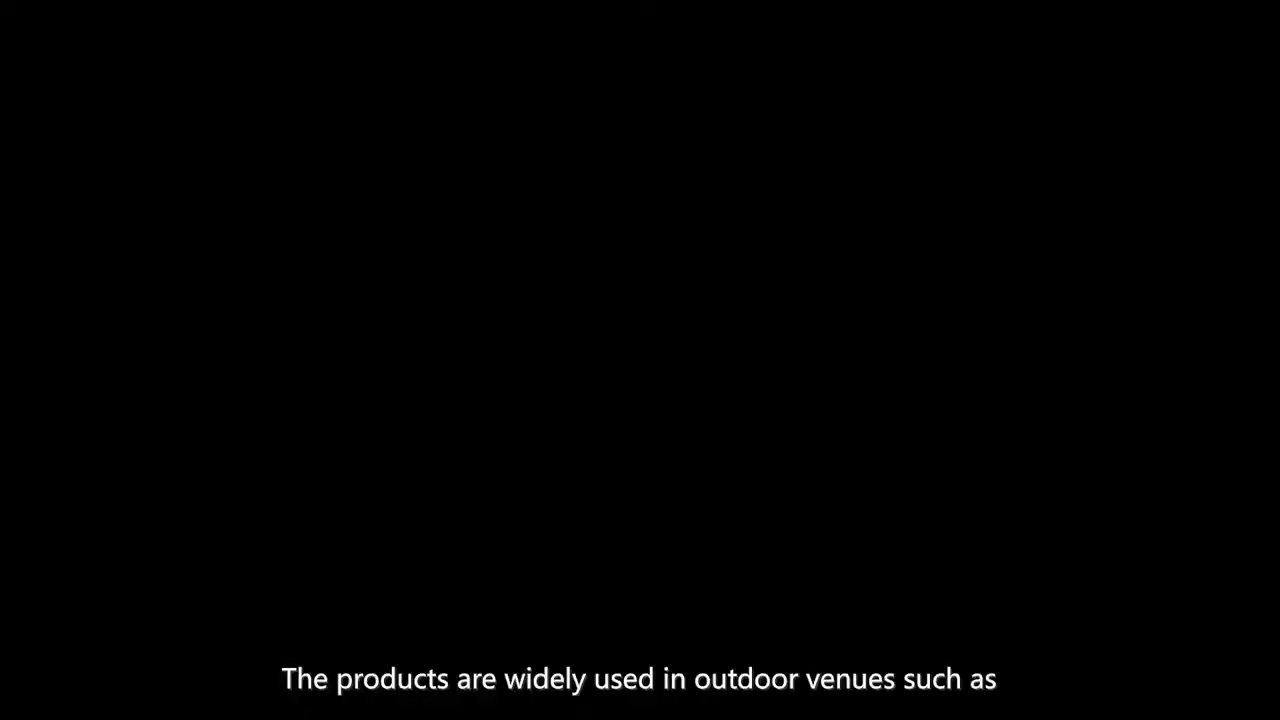 The products are widely used in outdoor venues such as